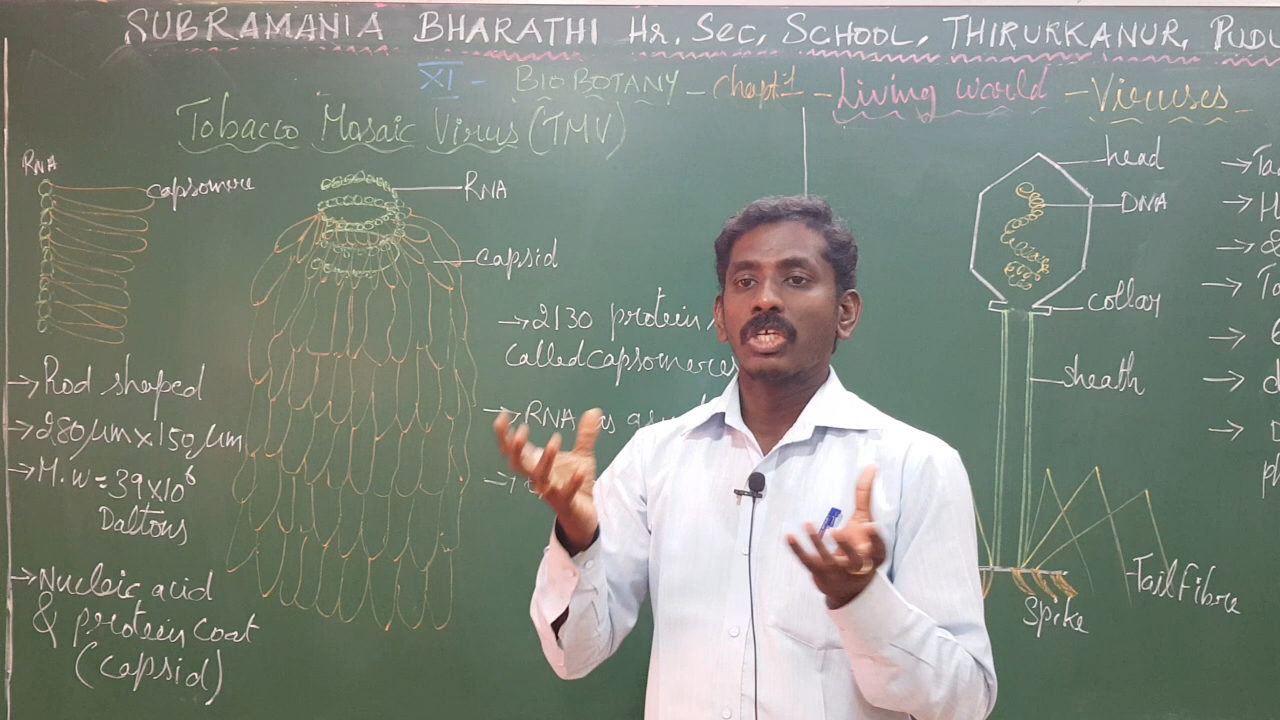 SUBRAMANIA BHARATHI Hr. Sec, SCHOOL, THIRUKKANUR,
XI - BIO BOTANY - chapt-1 - Living world - Viruses
Tobacco Mosaic Virus (TMV)
RNA
capsomere
RNA
capsid
→ 2130 protein
called capsomeres
→ RNA
→ Rod shaped
→ 280 μm x 150 μm
→ M.w = 39x10⁶
Daltons
→ Nucleic acid
& protein coat
(capsid)
head
DNA
collar
sheath
Tail fibre
Spike